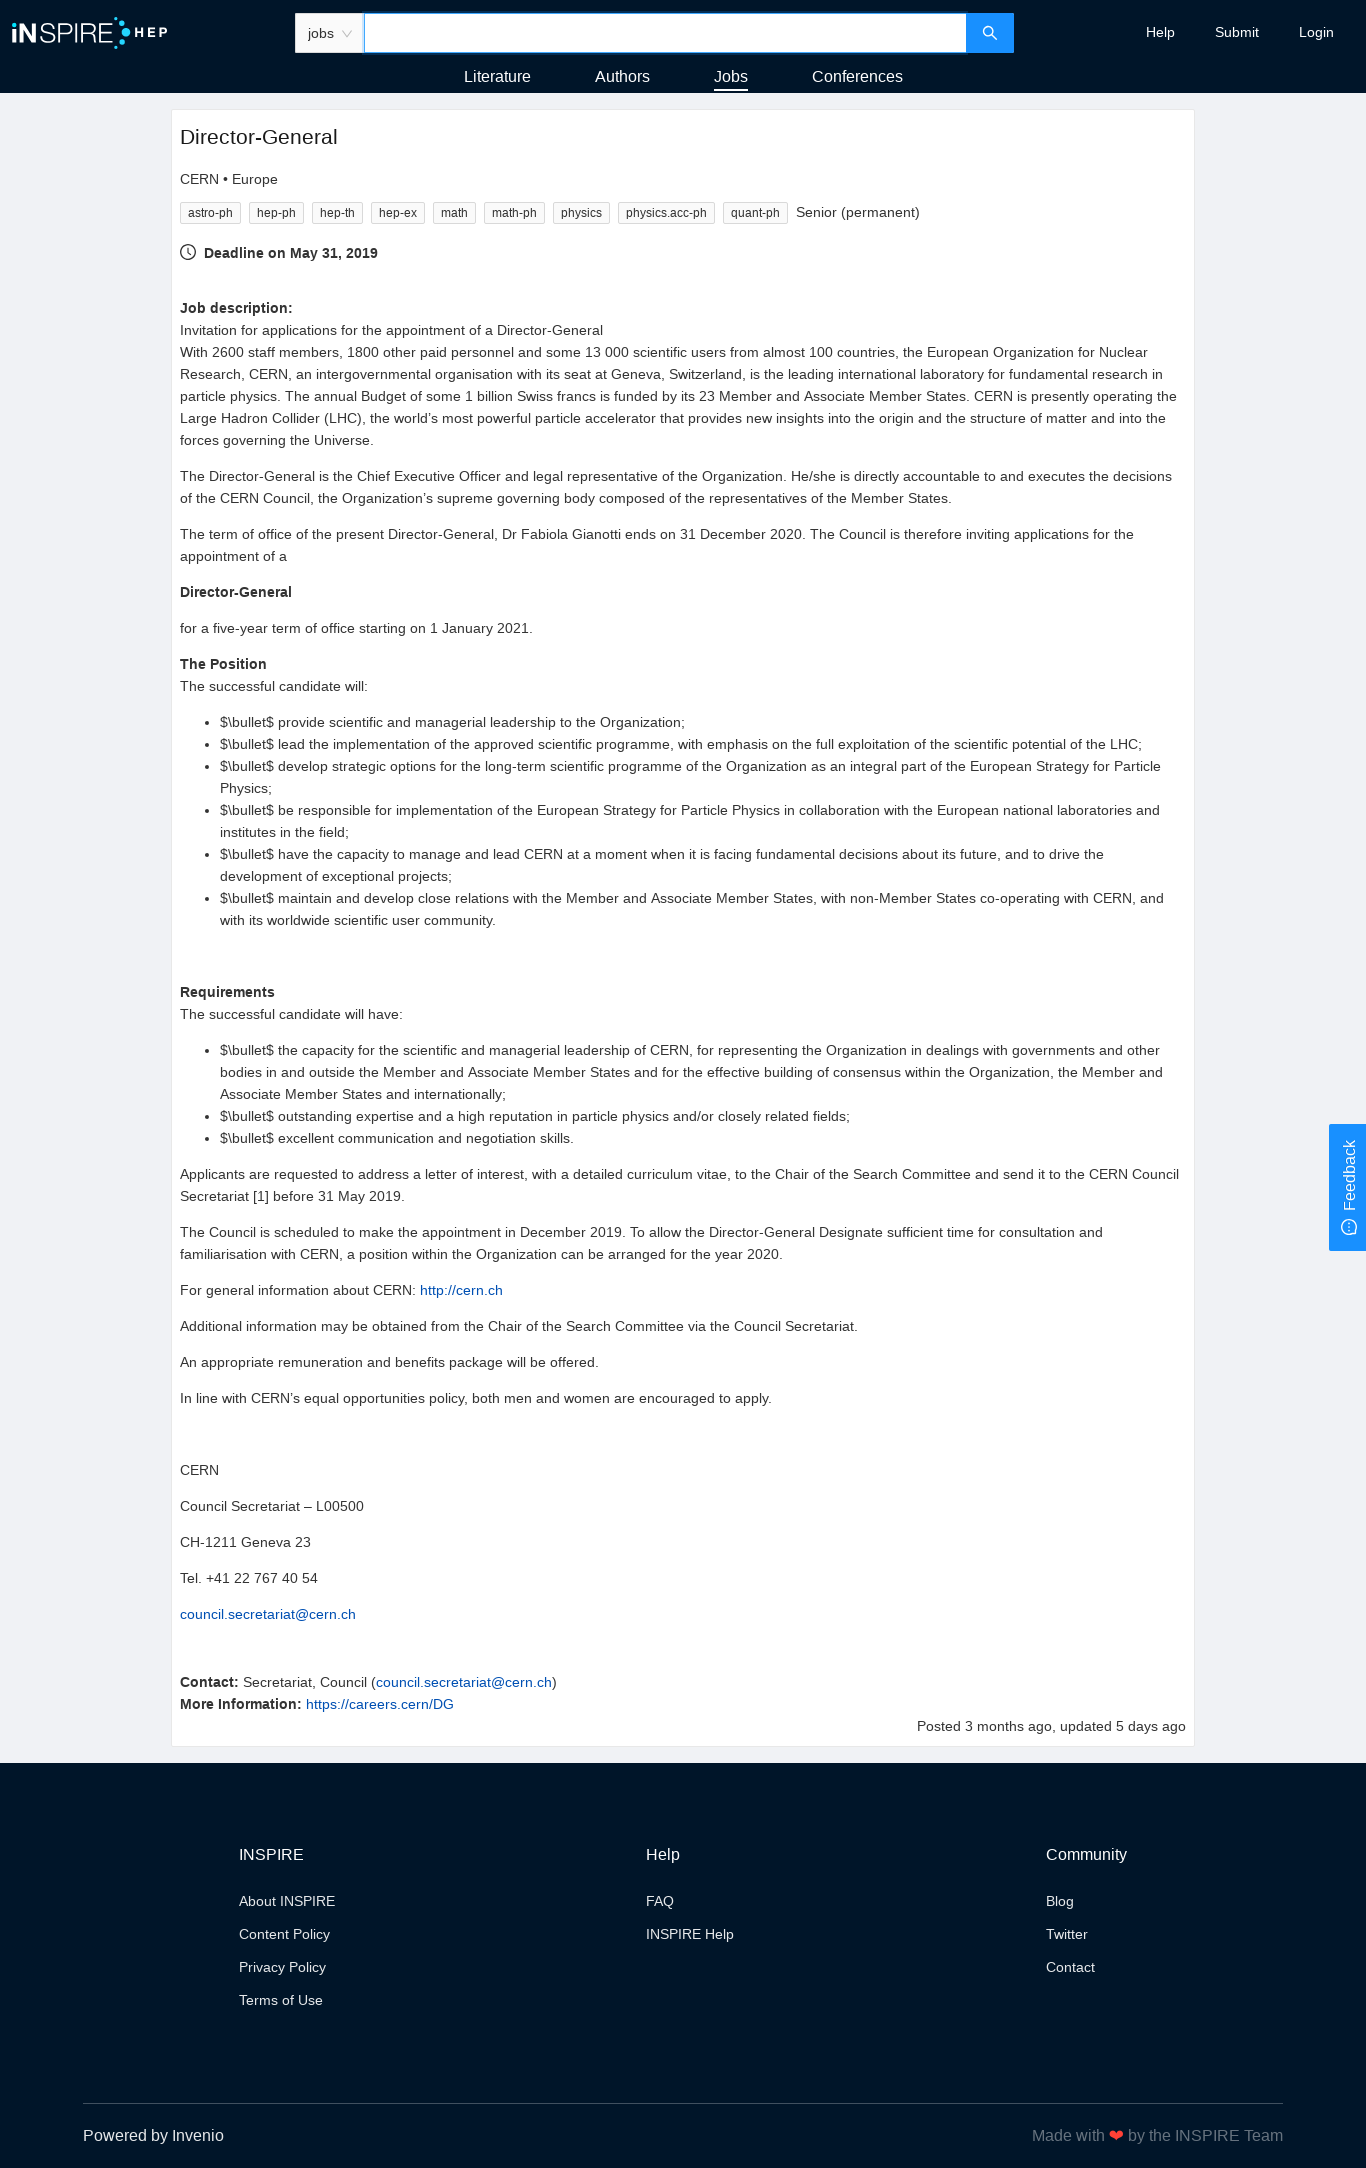 iNSPIRE HEP
jobs
Help
Submit
Login
Literature
Authors
Jobs
Conferences
Director-General
CERN • Europe
astro-ph hep-ph hep-th hep-ex math math-ph physics physics.acc-ph quant-ph Senior (permanent)
Deadline on May 31, 2019
Job description:
Invitation for applications for the appointment of a Director-General
With 2600 staff members, 1800 other paid personnel and some 13 000 scientific users from almost 100 countries, the European Organization for Nuclear
Research, CERN, an intergovernmental organisation with its seat at Geneva, Switzerland, is the leading international laboratory for fundamental research in
particle physics. The annual Budget of some 1 billion Swiss francs is funded by its 23 Member and Associate Member States. CERN is presently operating the
Large Hadron Collider (LHC), the world’s most powerful particle accelerator that provides new insights into the origin and the structure of matter and into the
forces governing the Universe.
The Director-General is the Chief Executive Officer and legal representative of the Organization. He/she is directly accountable to and executes the decisions
of the CERN Council, the Organization’s supreme governing body composed of the representatives of the Member States.
The term of office of the present Director-General, Dr Fabiola Gianotti ends on 31 December 2020. The Council is therefore inviting applications for the
appointment of a
Director-General
for a five-year term of office starting on 1 January 2021.
The Position
The successful candidate will:
• $\bullet$ provide scientific and managerial leadership to the Organization;
• $\bullet$ lead the implementation of the approved scientific programme, with emphasis on the full exploitation of the scientific potential of the LHC;
• $\bullet$ develop strategic options for the long-term scientific programme of the Organization as an integral part of the European Strategy for Particle
Physics;
• $\bullet$ be responsible for implementation of the European Strategy for Particle Physics in collaboration with the European national laboratories and
institutes in the field;
• $\bullet$ have the capacity to manage and lead CERN at a moment when it is facing fundamental decisions about its future, and to drive the
development of exceptional projects;
• $\bullet$ maintain and develop close relations with the Member and Associate Member States, with non-Member States co-operating with CERN, and
with its worldwide scientific user community.
Requirements
The successful candidate will have:
• $\bullet$ the capacity for the scientific and managerial leadership of CERN, for representing the Organization in dealings with governments and other
bodies in and outside the Member and Associate Member States and for the effective building of consensus within the Organization, the Member and
Associate Member States and internationally;
• $\bullet$ outstanding expertise and a high reputation in particle physics and/or closely related fields;
• $\bullet$ excellent communication and negotiation skills.
Applicants are requested to address a letter of interest, with a detailed curriculum vitae, to the Chair of the Search Committee and send it to the CERN Council
Secretariat [1] before 31 May 2019.
The Council is scheduled to make the appointment in December 2019. To allow the Director-General Designate sufficient time for consultation and
familiarisation with CERN, a position within the Organization can be arranged for the year 2020.
For general information about CERN: http://cern.ch
Additional information may be obtained from the Chair of the Search Committee via the Council Secretariat.
An appropriate remuneration and benefits package will be offered.
In line with CERN’s equal opportunities policy, both men and women are encouraged to apply.
CERN
Council Secretariat – L00500
CH-1211 Geneva 23
Tel. +41 22 767 40 54
council.secretariat@cern.ch
Contact: Secretariat, Council (council.secretariat@cern.ch)
More Information: https://careers.cern/DG
Posted 3 months ago, updated 5 days ago
Feedback
INSPIRE
About INSPIRE
Content Policy
Privacy Policy
Terms of Use
Help
FAQ
INSPIRE Help
Community
Blog
Twitter
Contact
Powered by Invenio
Made with ❤ by the INSPIRE Team